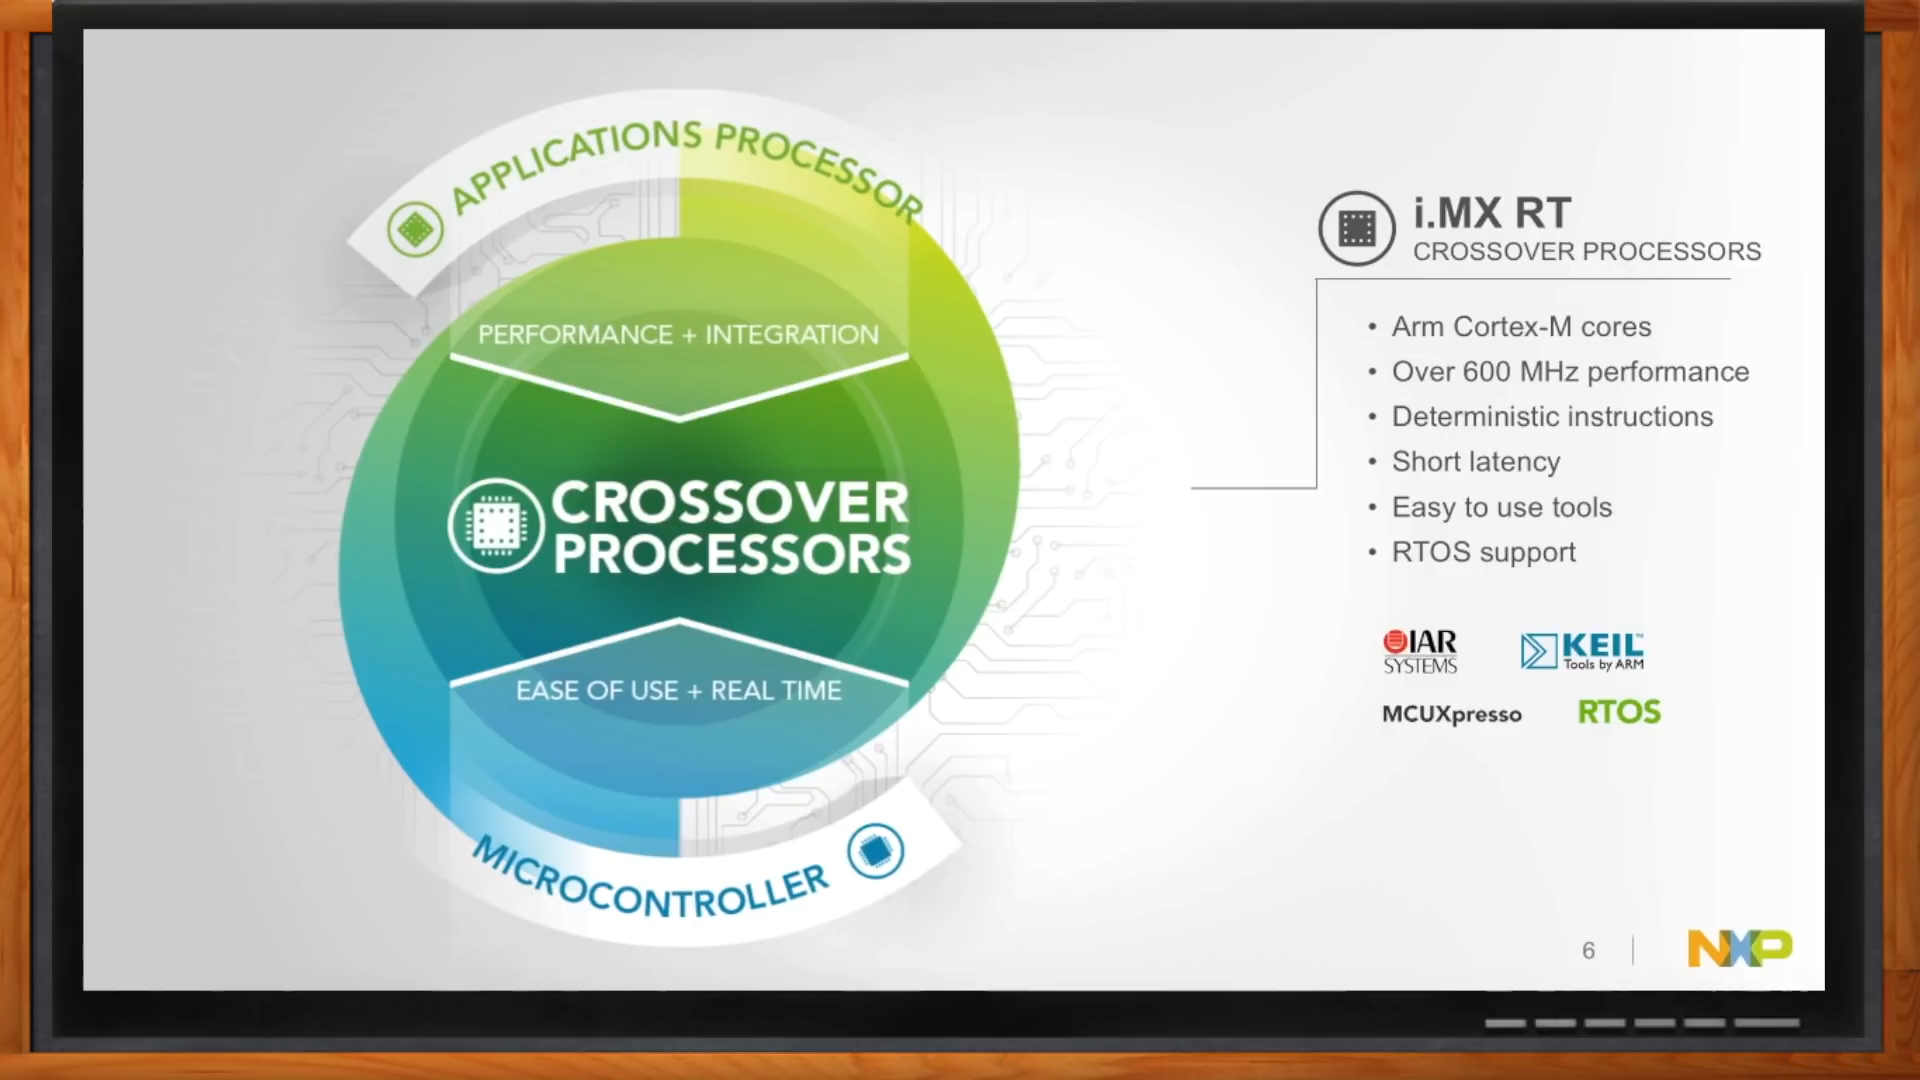 APPLICATIONS PROCESSOR
PERFORMANCE + INTEGRATION
CROSSOVER
PROCESSORS
EASE OF USE + REAL TIME
MICROCONTROLLER
i.MX RT
CROSSOVER PROCESSORS
• Arm Cortex-M cores
• Over 600 MHz performance
• Deterministic instructions
• Short latency
• Easy to use tools
• RTOS support
IAR
SYSTEMS
KEIL™
Tools by ARM
MCUXpresso
RTOS
6
NXP